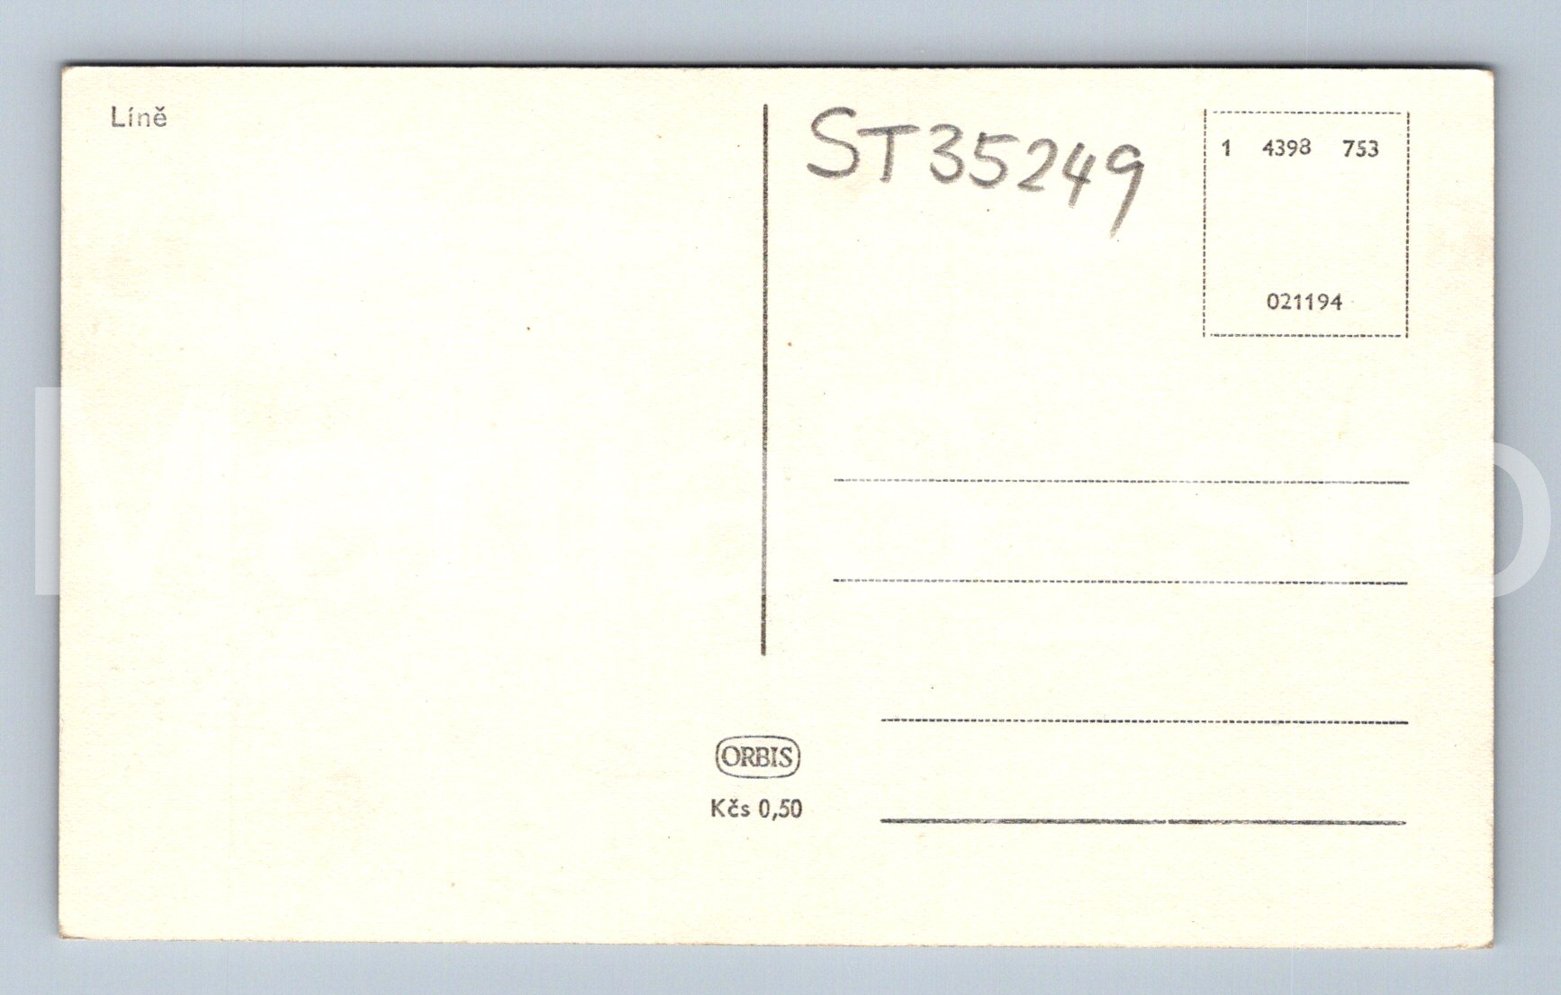 Líně
ST35249
1 4398 753
021194
ORBIS
Kčs 0,50